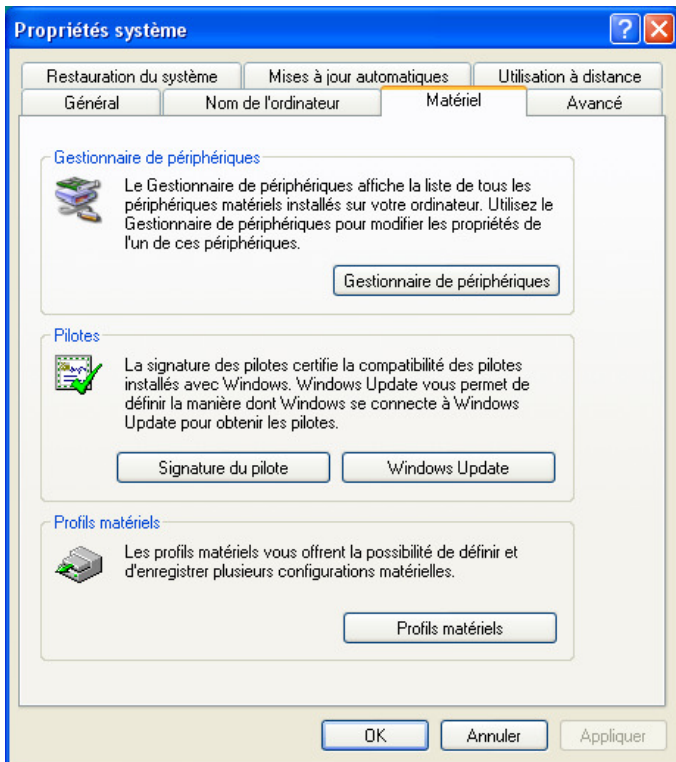 Propriétés système
Restauration du système
Mises à jour automatiques
Utilisation à distance
Général
Nom de l'ordinateur
Matériel
Avancé
Gestionnaire de périphériques
Le Gestionnaire de périphériques affiche la liste de tous les
périphériques matériels installés sur votre ordinateur. Utilisez le
Gestionnaire de périphériques pour modifier les propriétés de
l'un de ces périphériques.
Gestionnaire de périphériques
Pilotes
La signature des pilotes certifie la compatibilité des pilotes
installés avec Windows. Windows Update vous permet de
définir la manière dont Windows se connecte à Windows
Update pour obtenir les pilotes.
Signature du pilote
Windows Update
Profils matériels
Les profils matériels vous offrent la possibilité de définir et
d'enregistrer plusieurs configurations matérielles.
Profils matériels
OK
Annuler
Appliquer